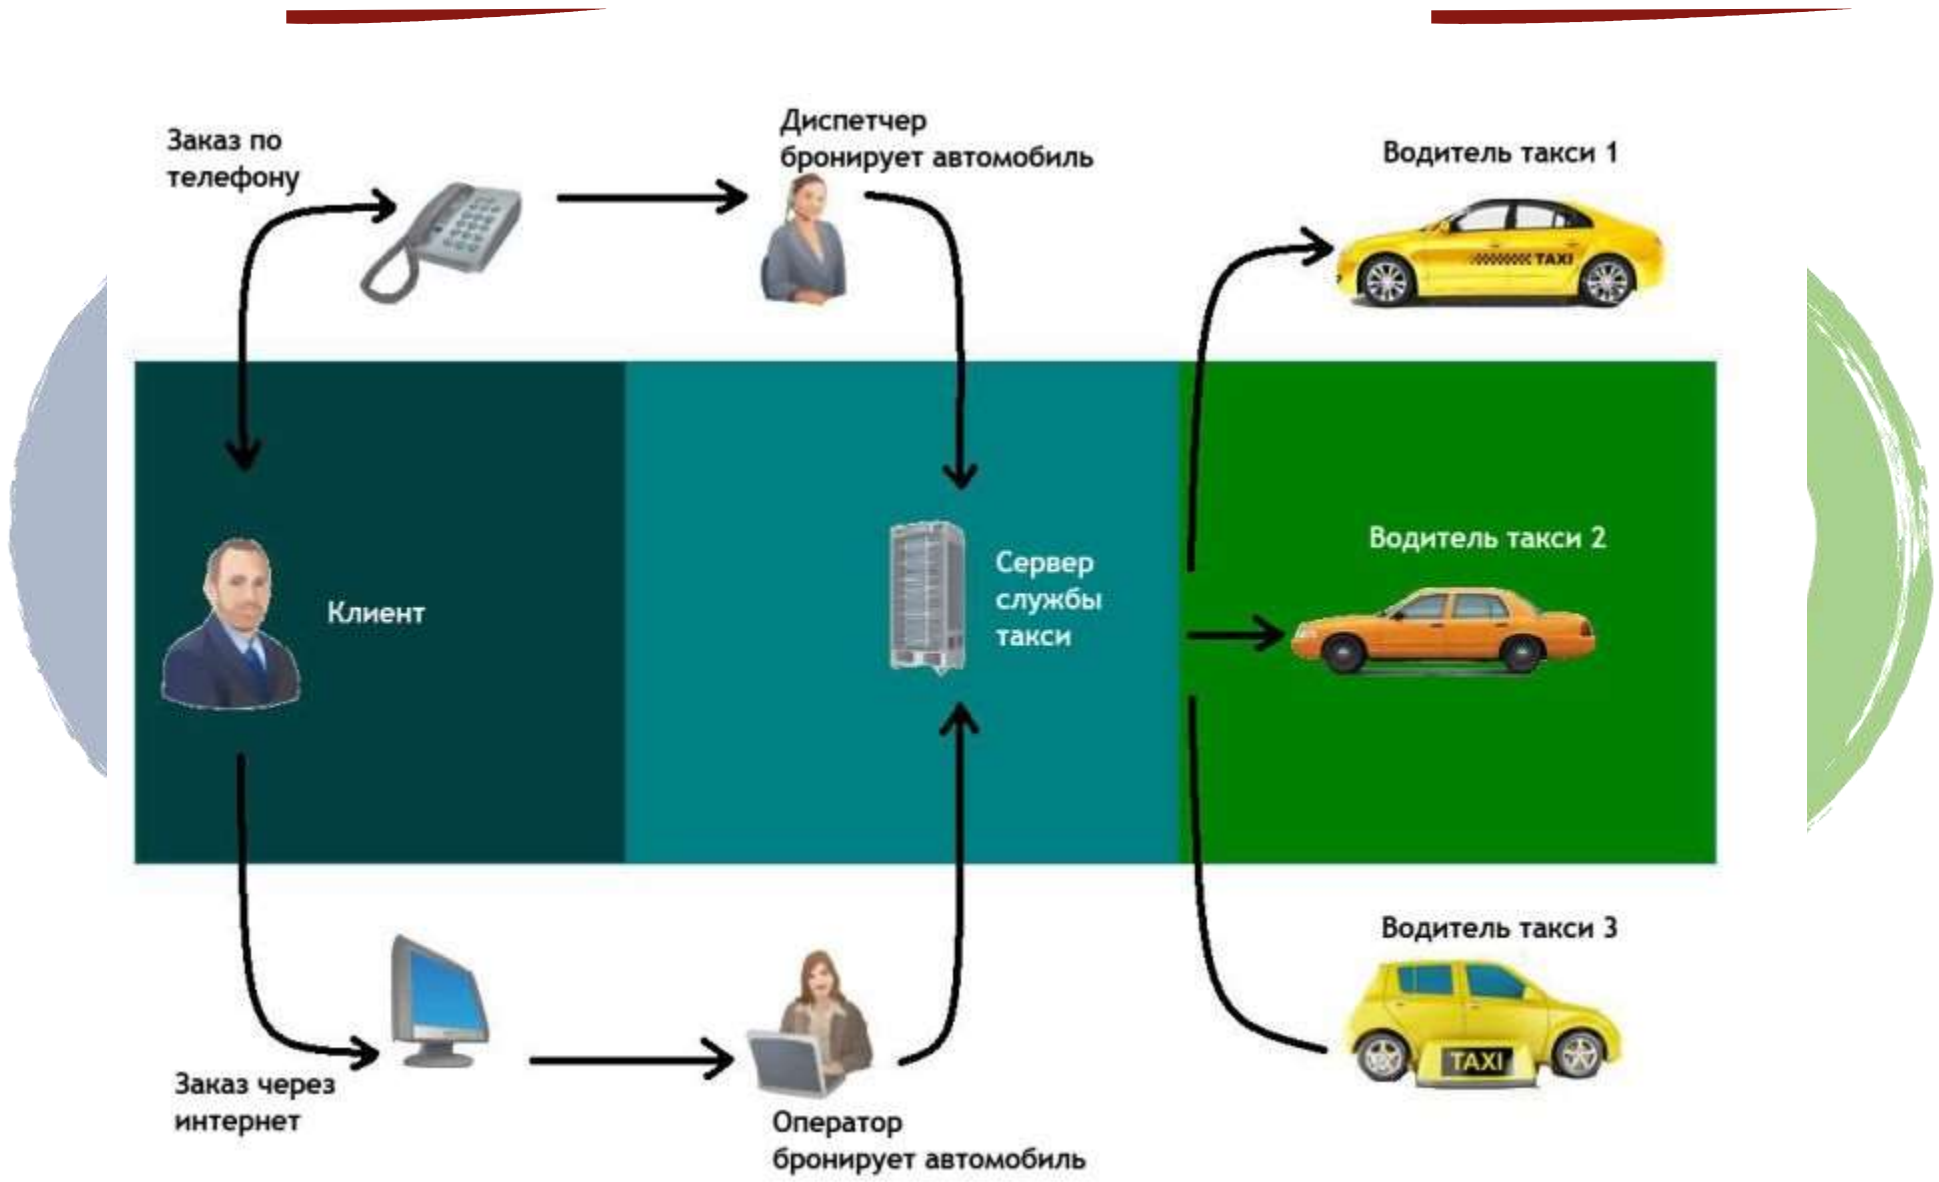 Заказ по
телефону
Диспетчер
бронирует автомобиль
Водитель такси 1
TAXI
Клиент
Сервер
службы
такси
Водитель такси 2
Водитель такси 3
TAXI
Заказ через
интернет
Оператор
бронирует автомобиль